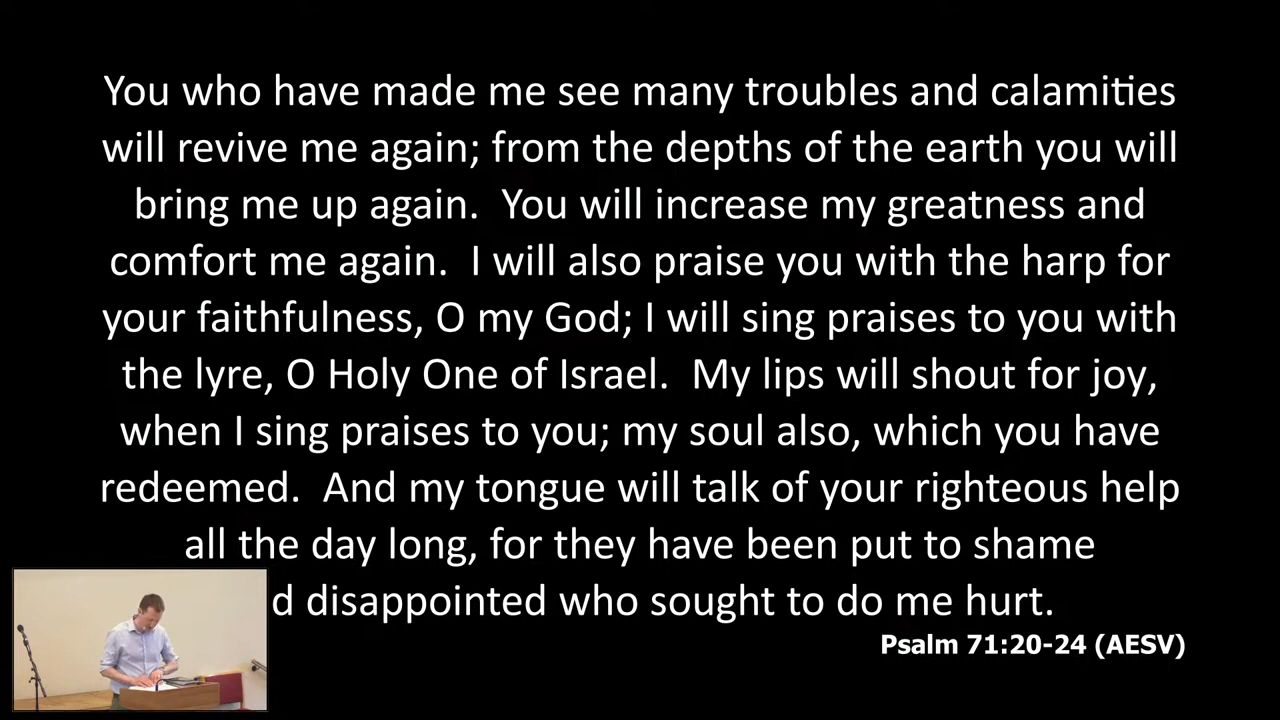 You who have made me see many troubles and calamities
will revive me again; from the depths of the earth you will
bring me up again.  You will increase my greatness and
comfort me again.  I will also praise you with the harp for
your faithfulness, O my God; I will sing praises to you with
the lyre, O Holy One of Israel.  My lips will shout for joy,
when I sing praises to you; my soul also, which you have
redeemed.  And my tongue will talk of your righteous help
all the day long, for they have been put to shame
d disappointed who sought to do me hurt.
Psalm 71:20-24 (AESV)